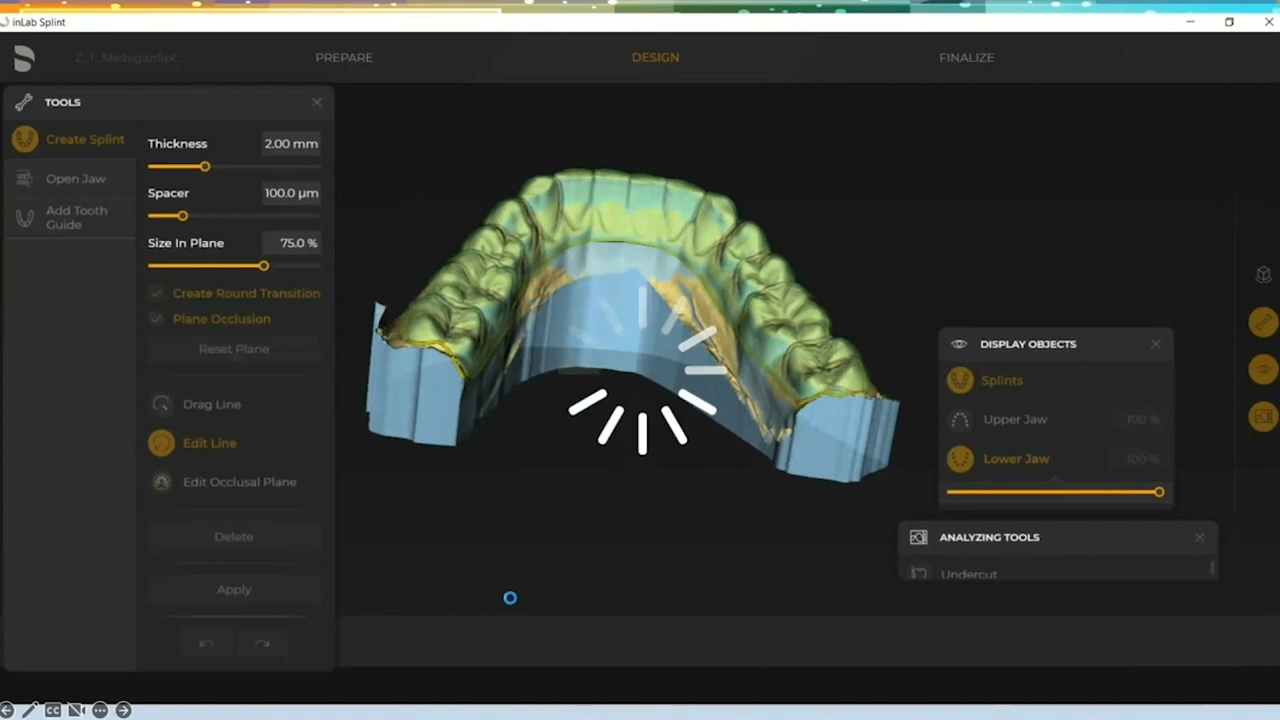 inLab Splint
Z_T_MichiganSpl...
PREPARE
DESIGN
FINALIZE
TOOLS
Create Splint
Open Jaw
Add Tooth
Guide
Thickness
2.00 mm
Spacer
100.0 µm
Size In Plane
75.0 %
Create Round Transition
Plane Occlusion
Reset Plane
Drag Line
Edit Line
Edit Occlusal Plane
Delete
Apply
DISPLAY OBJECTS
Splints
Upper Jaw
100 %
Lower Jaw
100 %
ANALYZING TOOLS
Undercut
CC